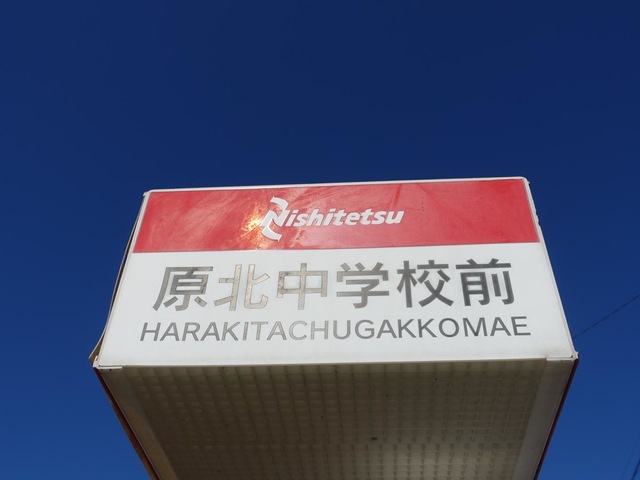 Nishitetsu
原北中学校前
HARAKITACHUGAKKOMAE